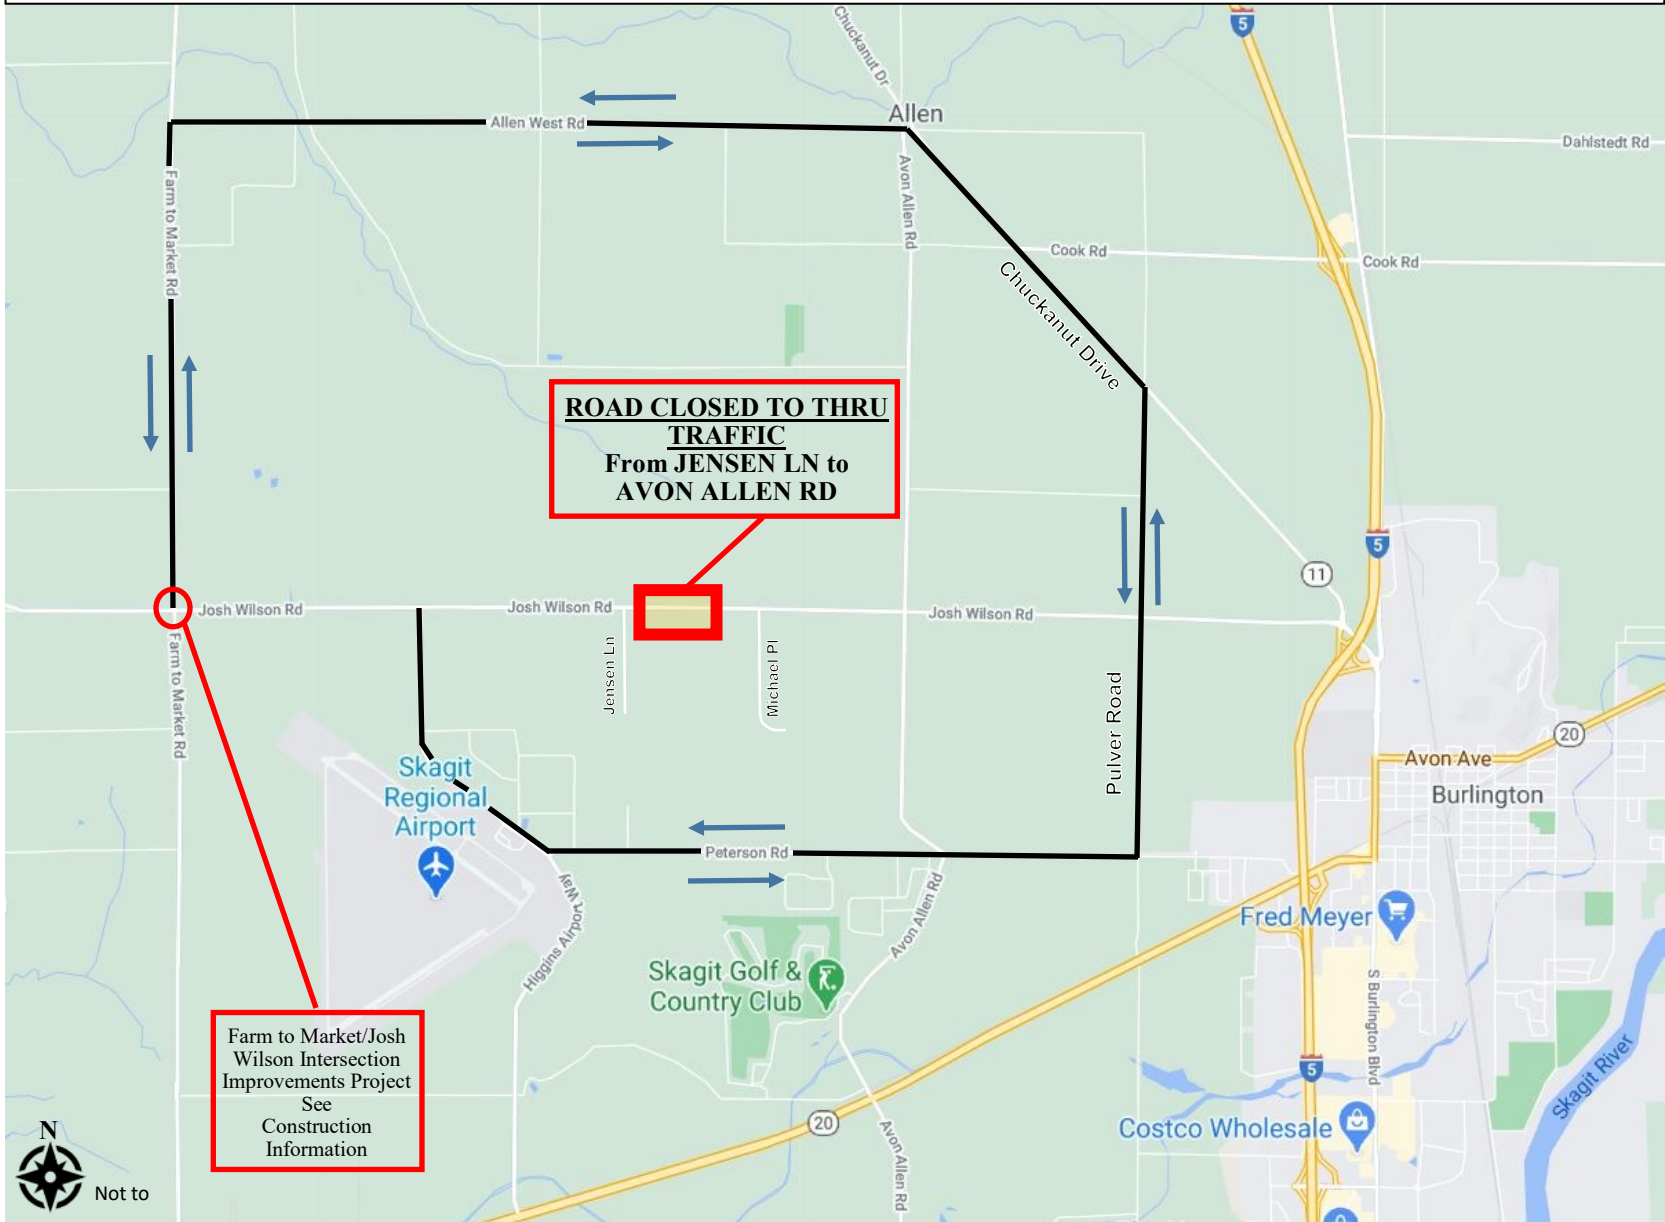 5
Chuckanut Dr
Allen
Allen West Rd
Dahlstedt Rd
Avon Allen Rd
Farm to Market Rd
Cook Rd
Cook Rd
Chuckanut Drive
ROAD CLOSED TO THRU
TRAFFIC
From JENSEN LN to
AVON ALLEN RD
5
11
Josh Wilson Rd
Josh Wilson Rd
Josh Wilson Rd
Farm to Market Rd
Jensen Ln
Michael Pl
Pulver Road
20
Avon Ave
Burlington
Skagit
Regional
Airport
Peterson Rd
Higgins Airport Way
Avon Allen Rd
Fred Meyer
Skagit Golf &
Country Club
S Burlington Blvd
Farm to Market/Josh
Wilson Intersection
Improvements Project
See
Construction
Information
5
Skagit River
20
Costco Wholesale
Avon Allen Rd
N
Not to